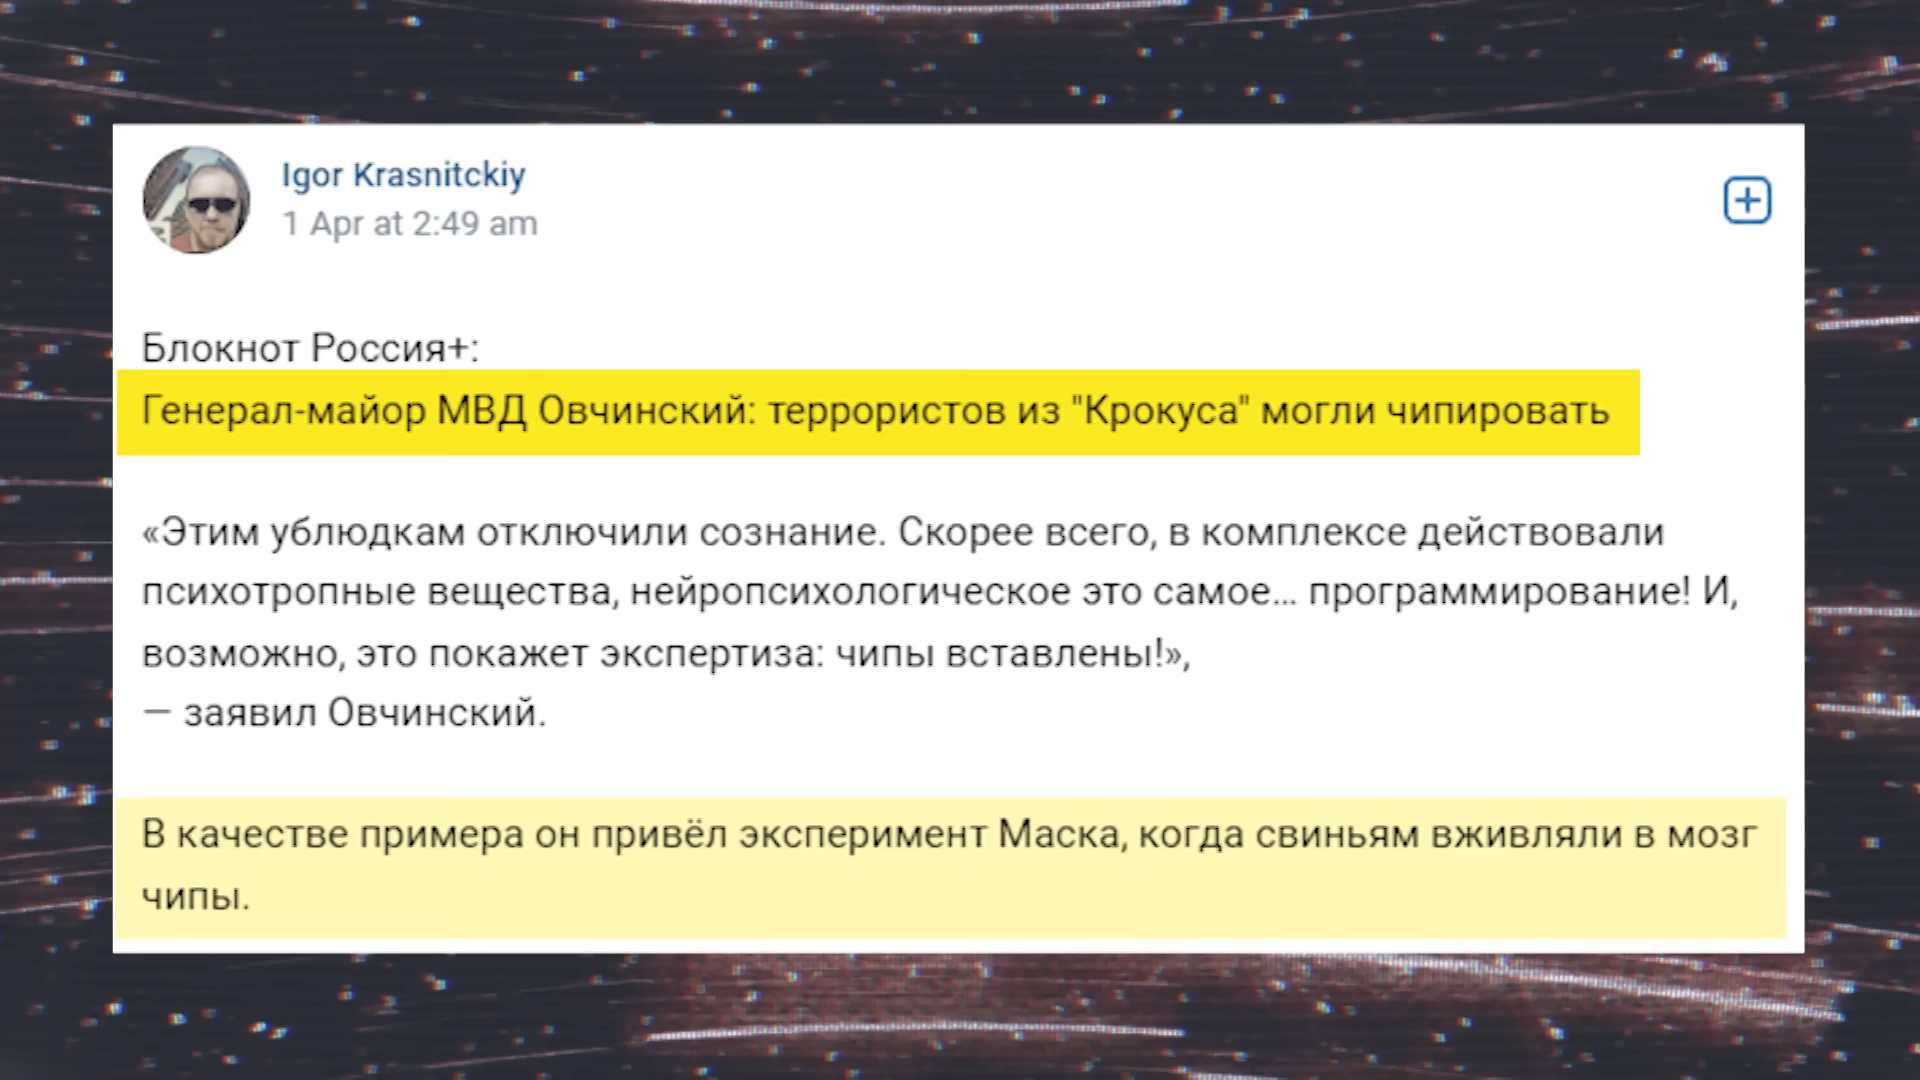 Igor Krasnitckiy
1 Apr at 2:49 am
Блокнот Россия+:
Генерал-майор МВД Овчинский: террористов из "Крокуса" могли чипировать
«Этим ублюдкам отключили сознание. Скорее всего, в комплексе действовали
психотропные вещества, нейропсихологическое это самое... программирование! И,
возможно, это покажет экспертиза: чипы вставлены!»,
— заявил Овчинский.
В качестве примера он привёл эксперимент Маска, когда свиньям вживляли в мозг
чипы.